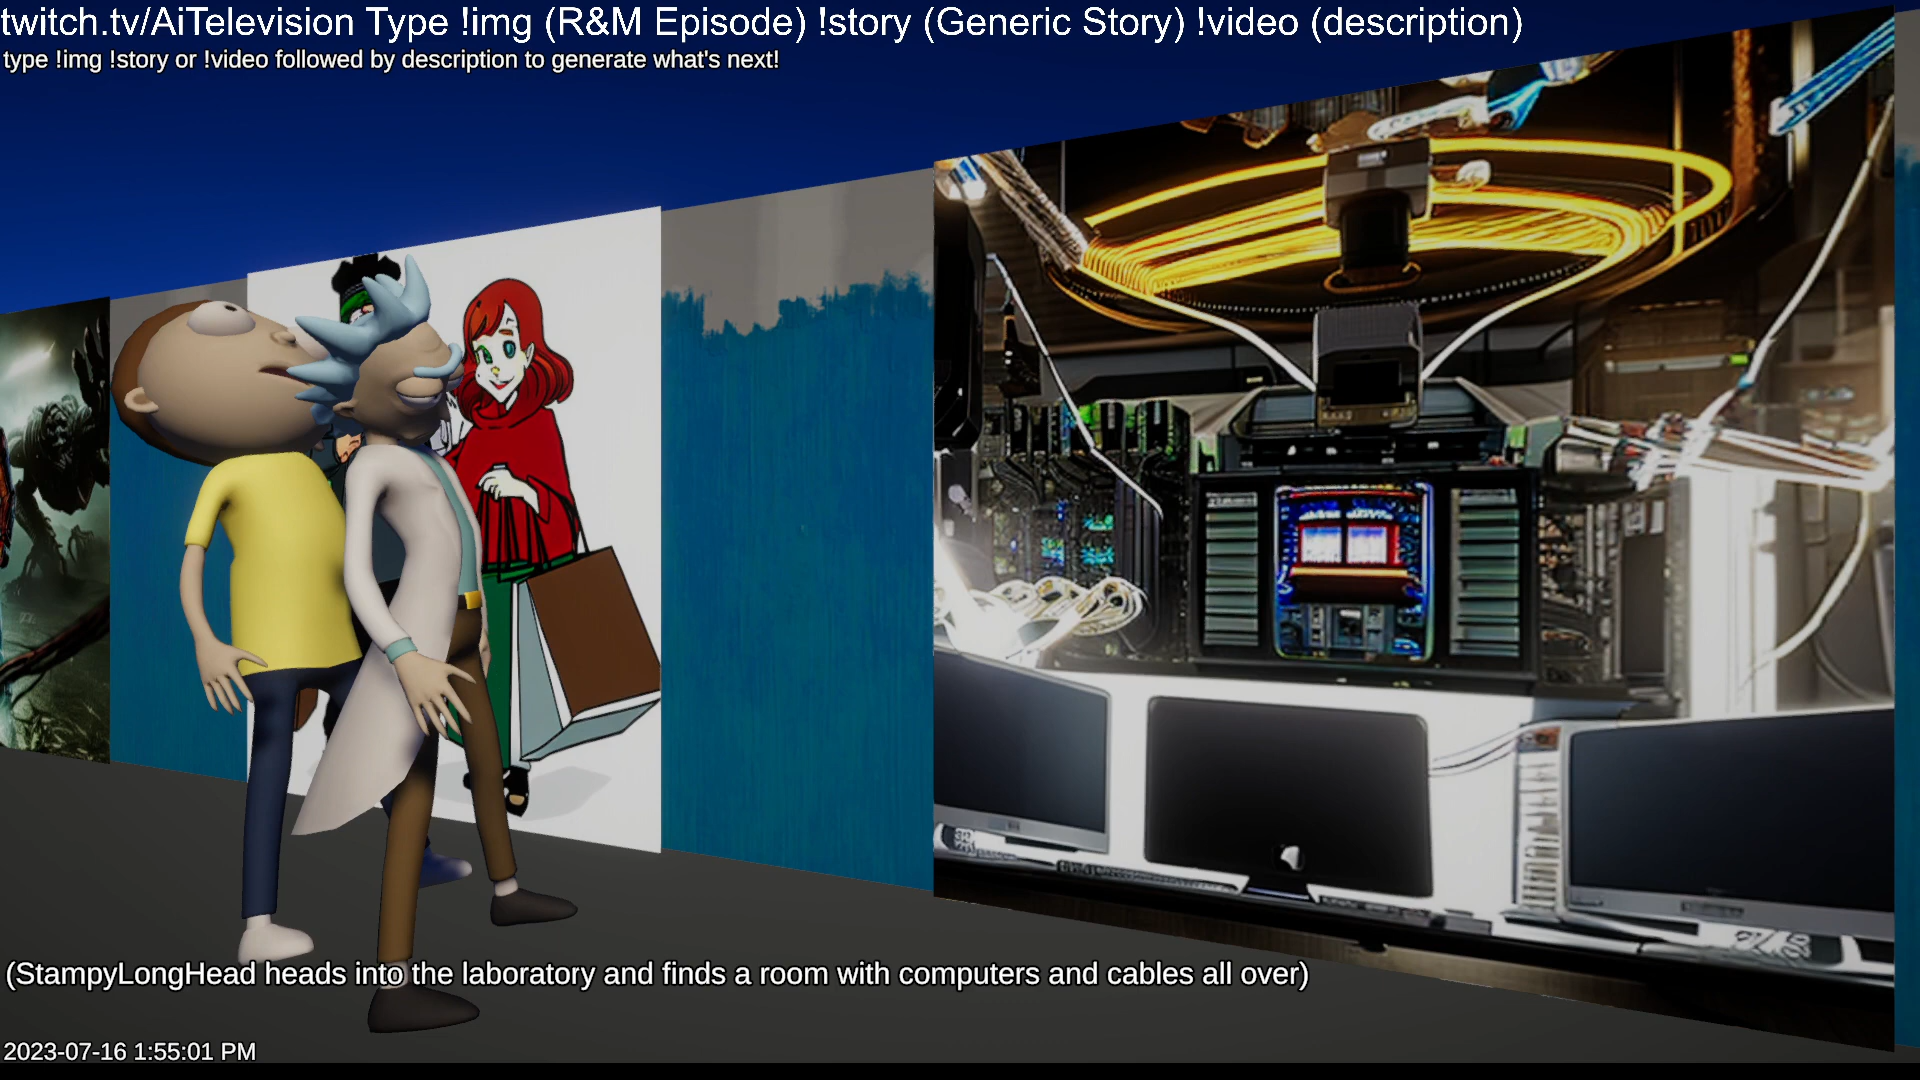 twitch.tv/AiTelevision Type !img (R&M Episode) !story (Generic Story) !video (description)
type !img !story or !video followed by description to generate what's next!
(StampyLongHead heads into the laboratory and finds a room with computers and cables all over)
2023-07-16 1:55:01 PM